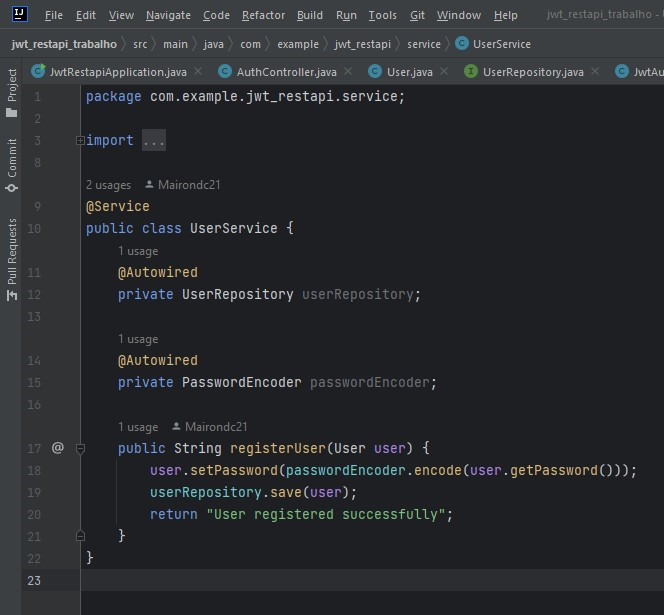 IJ File Edit View Navigate Code Refactor Build Run Tools Git Window Help jwt_restapi_trabalho -
jwt_restapi_trabalho src main java com example jwt_restapi service C UserService
C JwtRestapiApplication.java C AuthController.java C User.java I UserRepository.java C JwtAu
Project
Commit
Pull Requests
1 package com.example.jwt_restapi.service;
2
3 import ...
8
2 usages Mairondc21
9 @Service
10 public class UserService {
1 usage
11 @Autowired
12 private UserRepository userRepository;
13
1 usage
14 @Autowired
15 private PasswordEncoder passwordEncoder;
16
1 usage Mairondc21
17 @ public String registerUser(User user) {
18 user.setPassword(passwordEncoder.encode(user.getPassword()));
19 userRepository.save(user);
20 return "User registered successfully";
21 }
22 }
23